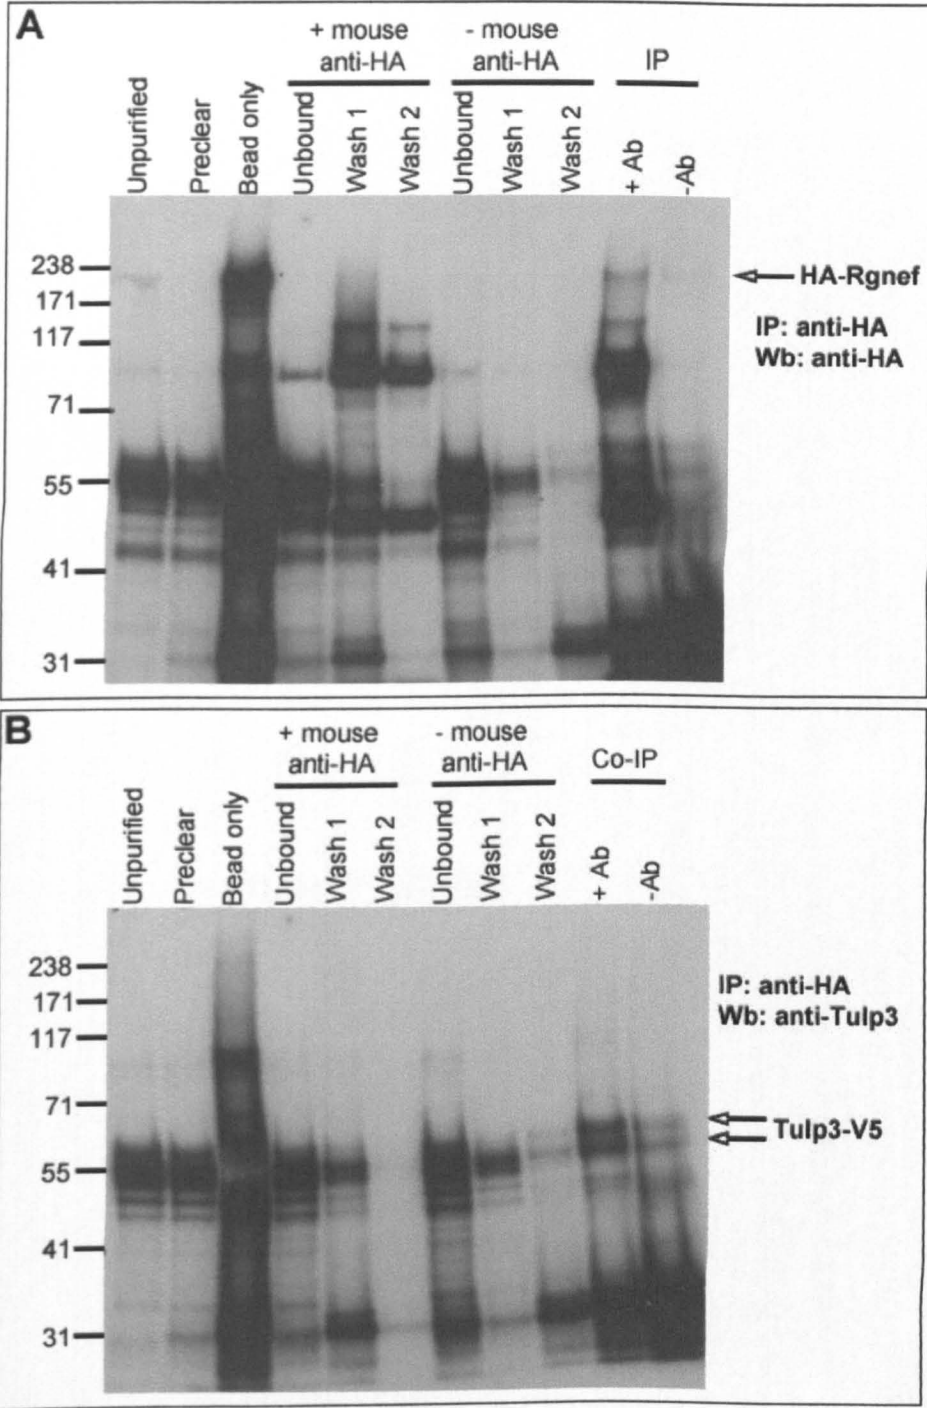 A
+ mouse
anti-HA
- mouse
anti-HA
IP
Unpurified
Preclear
Bead only
Unbound
Wash 1
Wash 2
Unbound
Wash 1
Wash 2
+ Ab
-Ab
238
171
117
71
55
41
31
HA-Rgnef
IP: anti-HA
Wb: anti-HA
B
+ mouse
anti-HA
- mouse
anti-HA
Co-IP
Unpurified
Preclear
Bead only
Unbound
Wash 1
Wash 2
Unbound
Wash 1
Wash 2
+ Ab
-Ab
238
171
117
71
55
41
31
IP: anti-HA
Wb: anti-Tulp3
Tulp3-V5